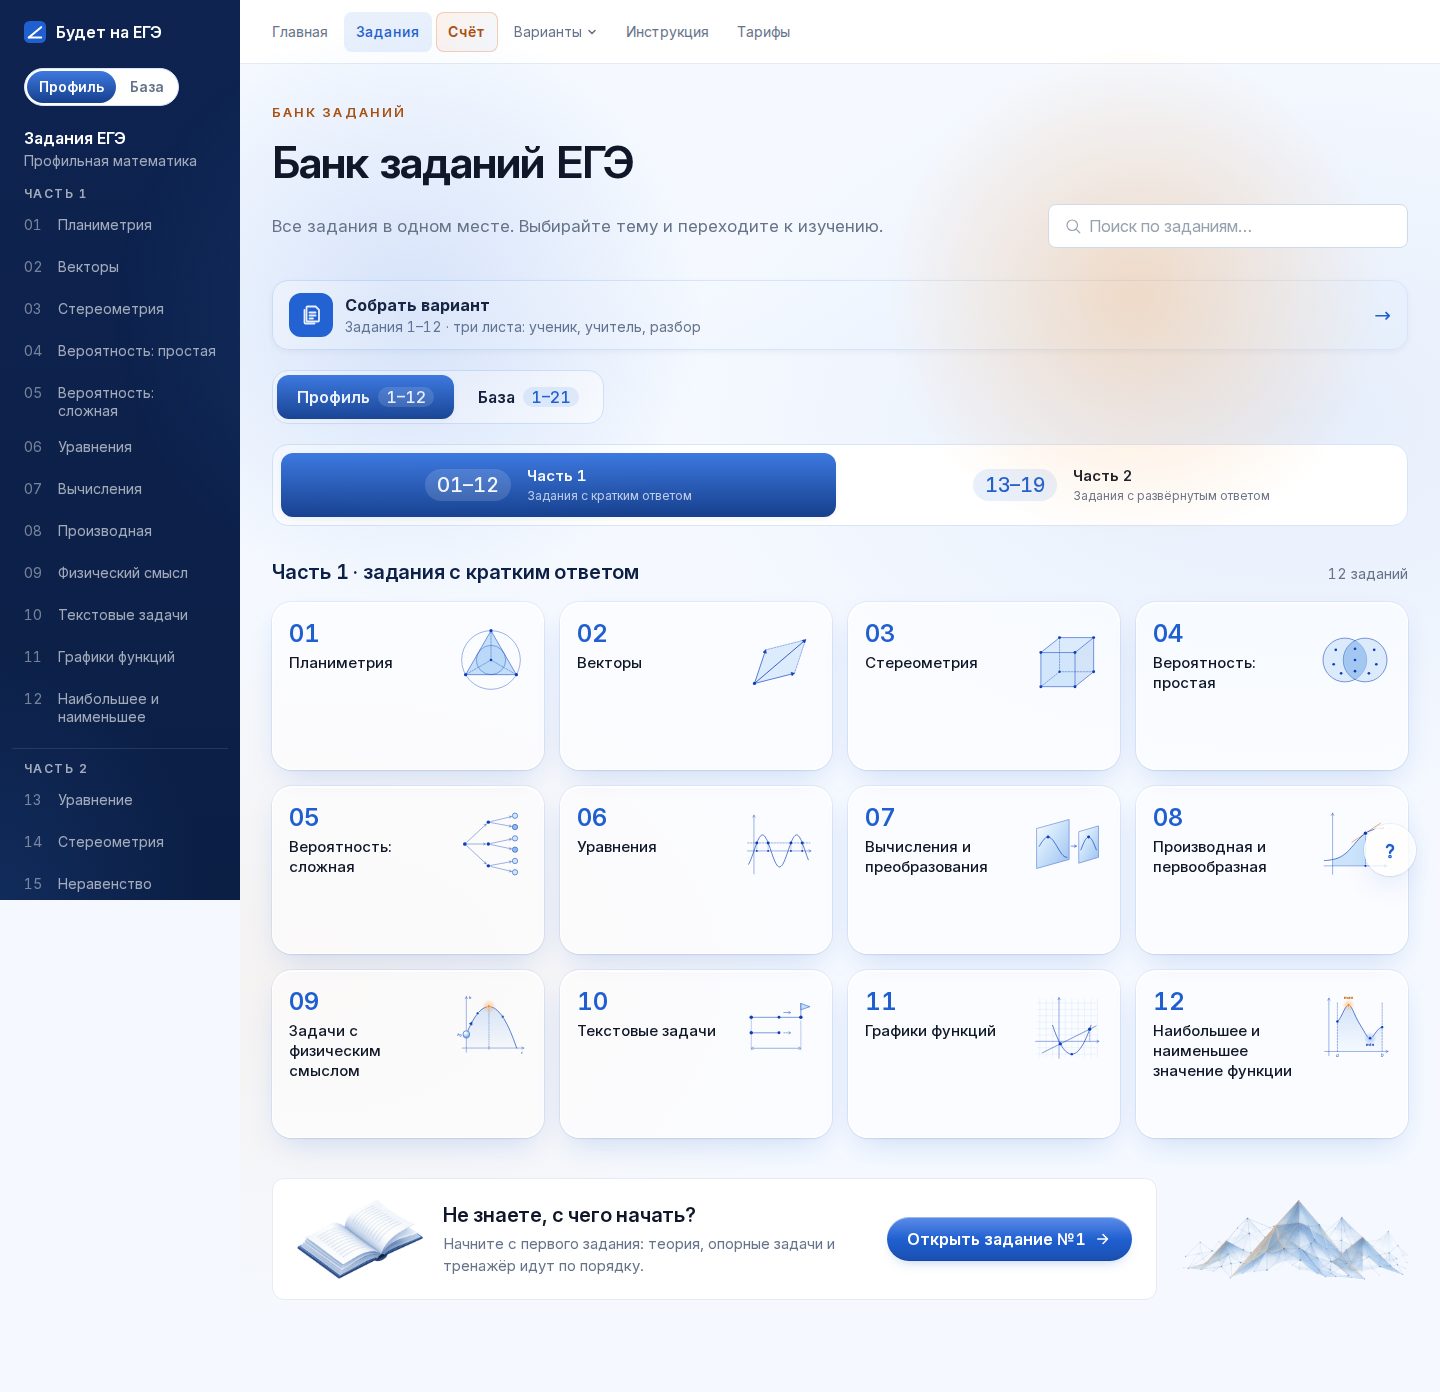 Будет на ЕГЭ
Профиль
База
Задания ЕГЭ
Профильная математика
ЧАСТЬ 1
01 Планиметрия
02 Векторы
03 Стереометрия
04 Вероятность: простая
05 Вероятность:
сложная
06 Уравнения
07 Вычисления
08 Производная
09 Физический смысл
10 Текстовые задачи
11 Графики функций
12 Наибольшее и
наименьшее
ЧАСТЬ 2
13 Уравнение
14 Стереометрия
15 Неравенство
Главная
Задания
Счёт
Варианты
Инструкция
Тарифы
БАНК ЗАДАНИЙ
Банк заданий ЕГЭ
Все задания в одном месте. Выбирайте тему и переходите к изучению.
Поиск по заданиям...
Собрать вариант
Задания 1–12 · три листа: ученик, учитель, разбор
→
Профиль 1–12
База 1–21
01–12
Часть 1
Задания с кратким ответом
13–19
Часть 2
Задания с развёрнутым ответом
Часть 1 · задания с кратким ответом
12 заданий
01
Планиметрия
02
Векторы
03
Стереометрия
04
Вероятность:
простая
05
Вероятность:
сложная
06
Уравнения
07
Вычисления и
преобразования
08
Производная и
первообразная
?
09
Задачи с
физическим
смыслом
10
Текстовые задачи
11
Графики функций
12
Наибольшее и
наименьшее
значение функции
Не знаете, с чего начать?
Начните с первого задания: теория, опорные задачи и
тренажёр идут по порядку.
Открыть задание №1 →